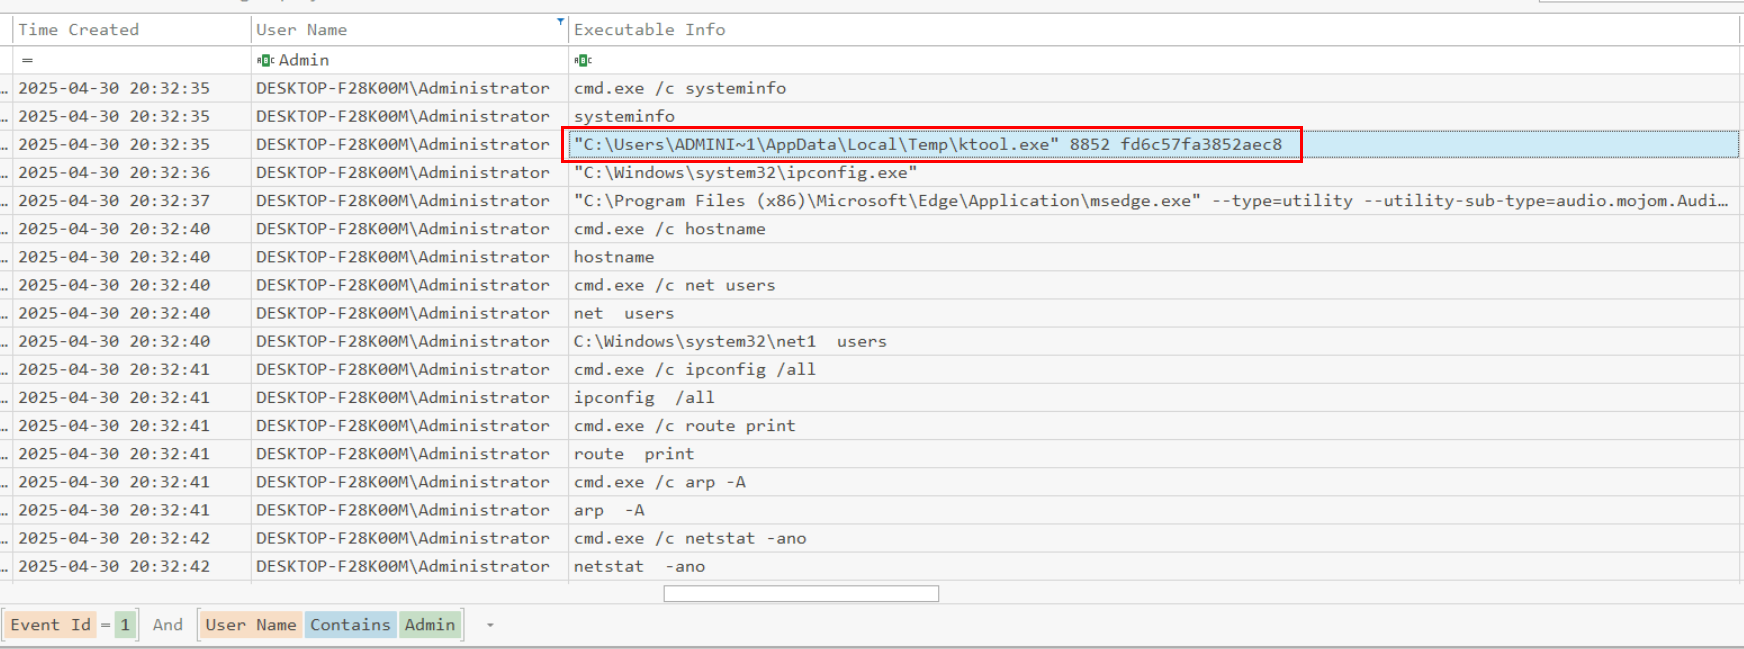 Time Created User Name Executable Info
= Admin
… 2025-04-30 20:32:35 DESKTOP-F28K00M\Administrator cmd.exe /c systeminfo
… 2025-04-30 20:32:35 DESKTOP-F28K00M\Administrator systeminfo
… 2025-04-30 20:32:35 DESKTOP-F28K00M\Administrator "C:\Users\ADMINI~1\AppData\Local\Temp\ktool.exe" 8852 fd6c57fa3852aec8
… 2025-04-30 20:32:36 DESKTOP-F28K00M\Administrator "C:\Windows\system32\ipconfig.exe"
… 2025-04-30 20:32:37 DESKTOP-F28K00M\Administrator "C:\Program Files (x86)\Microsoft\Edge\Application\msedge.exe" --type=utility --utility-sub-type=audio.mojom.Audi…
… 2025-04-30 20:32:40 DESKTOP-F28K00M\Administrator cmd.exe /c hostname
… 2025-04-30 20:32:40 DESKTOP-F28K00M\Administrator hostname
… 2025-04-30 20:32:40 DESKTOP-F28K00M\Administrator cmd.exe /c net users
… 2025-04-30 20:32:40 DESKTOP-F28K00M\Administrator net  users
… 2025-04-30 20:32:40 DESKTOP-F28K00M\Administrator C:\Windows\system32\net1  users
… 2025-04-30 20:32:41 DESKTOP-F28K00M\Administrator cmd.exe /c ipconfig /all
… 2025-04-30 20:32:41 DESKTOP-F28K00M\Administrator ipconfig  /all
… 2025-04-30 20:32:41 DESKTOP-F28K00M\Administrator cmd.exe /c route print
… 2025-04-30 20:32:41 DESKTOP-F28K00M\Administrator route  print
… 2025-04-30 20:32:41 DESKTOP-F28K00M\Administrator cmd.exe /c arp -A
… 2025-04-30 20:32:41 DESKTOP-F28K00M\Administrator arp  -A
… 2025-04-30 20:32:42 DESKTOP-F28K00M\Administrator cmd.exe /c netstat -ano
… 2025-04-30 20:32:42 DESKTOP-F28K00M\Administrator netstat  -ano
Event Id = 1 And User Name Contains Admin